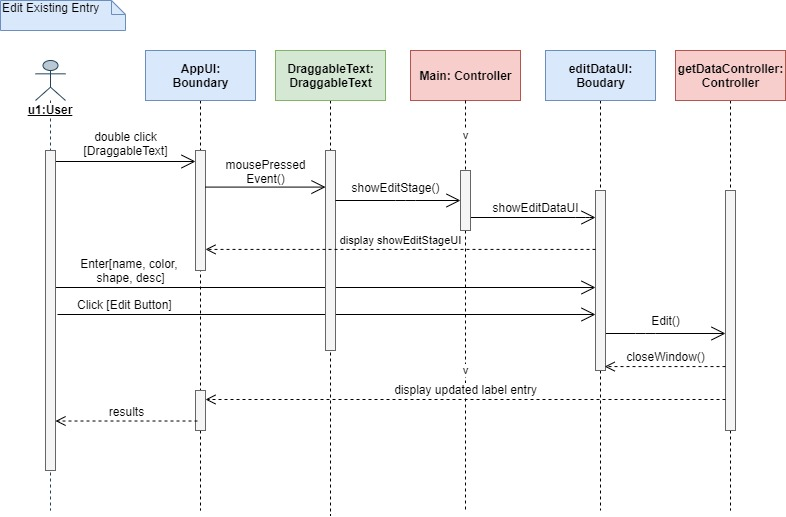 Edit Existing Entry
u1:User
AppUI:
Boundary
DraggableText:
DraggableText
Main: Controller
editDataUI:
Boudary
getDataController:
Controller
v
double click
[DraggableText]
mousePressed
Event()
showEditStage()
showEditDataUI
display showEditStageUI
Enter[name, color,
shape, desc]
Click [Edit Button]
Edit()
closeWindow()
v
display updated label entry
results